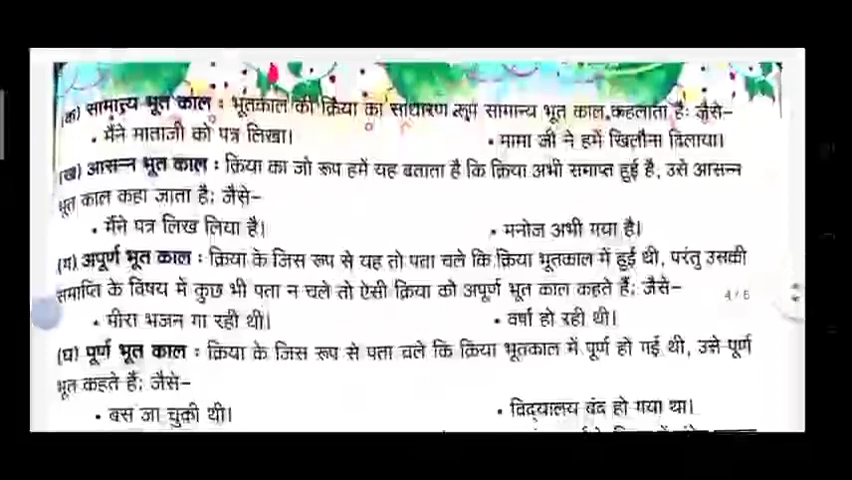 (क) सामान्य भूत काल : भूतकाल की क्रिया का साधारण रूप सामान्य भूत काल कहलाता है; जैसे–
• मैंने माताजी को पत्र लिखा। • मामा जी ने हमें खिलौना दिलाया।
(ख) आसन्न भूत काल : क्रिया का जो रूप हमें यह बताता है कि क्रिया अभी समाप्त हुई है, उसे आसन्न
भूत काल कहा जाता है; जैसे–
• मैंने पत्र लिख लिया है। • मनोज अभी गया है।
(ग) अपूर्ण भूत काल : क्रिया के जिस रूप से यह तो पता चले कि क्रिया भूतकाल में हुई थी, परंतु उसकी
समाप्ति के विषय में कुछ भी पता न चले तो ऐसी क्रिया को अपूर्ण भूत काल कहते हैं; जैसे–
4 / 6
• मीरा भजन गा रही थी। • वर्षा हो रही थी।
(घ) पूर्ण भूत काल : क्रिया के जिस रूप से पता चले कि क्रिया भूतकाल में पूर्ण हो गई थी, उसे पूर्ण
भूत कहते हैं; जैसे–
• बस जा चुकी थी। • विद्यालय बंद हो गया था।